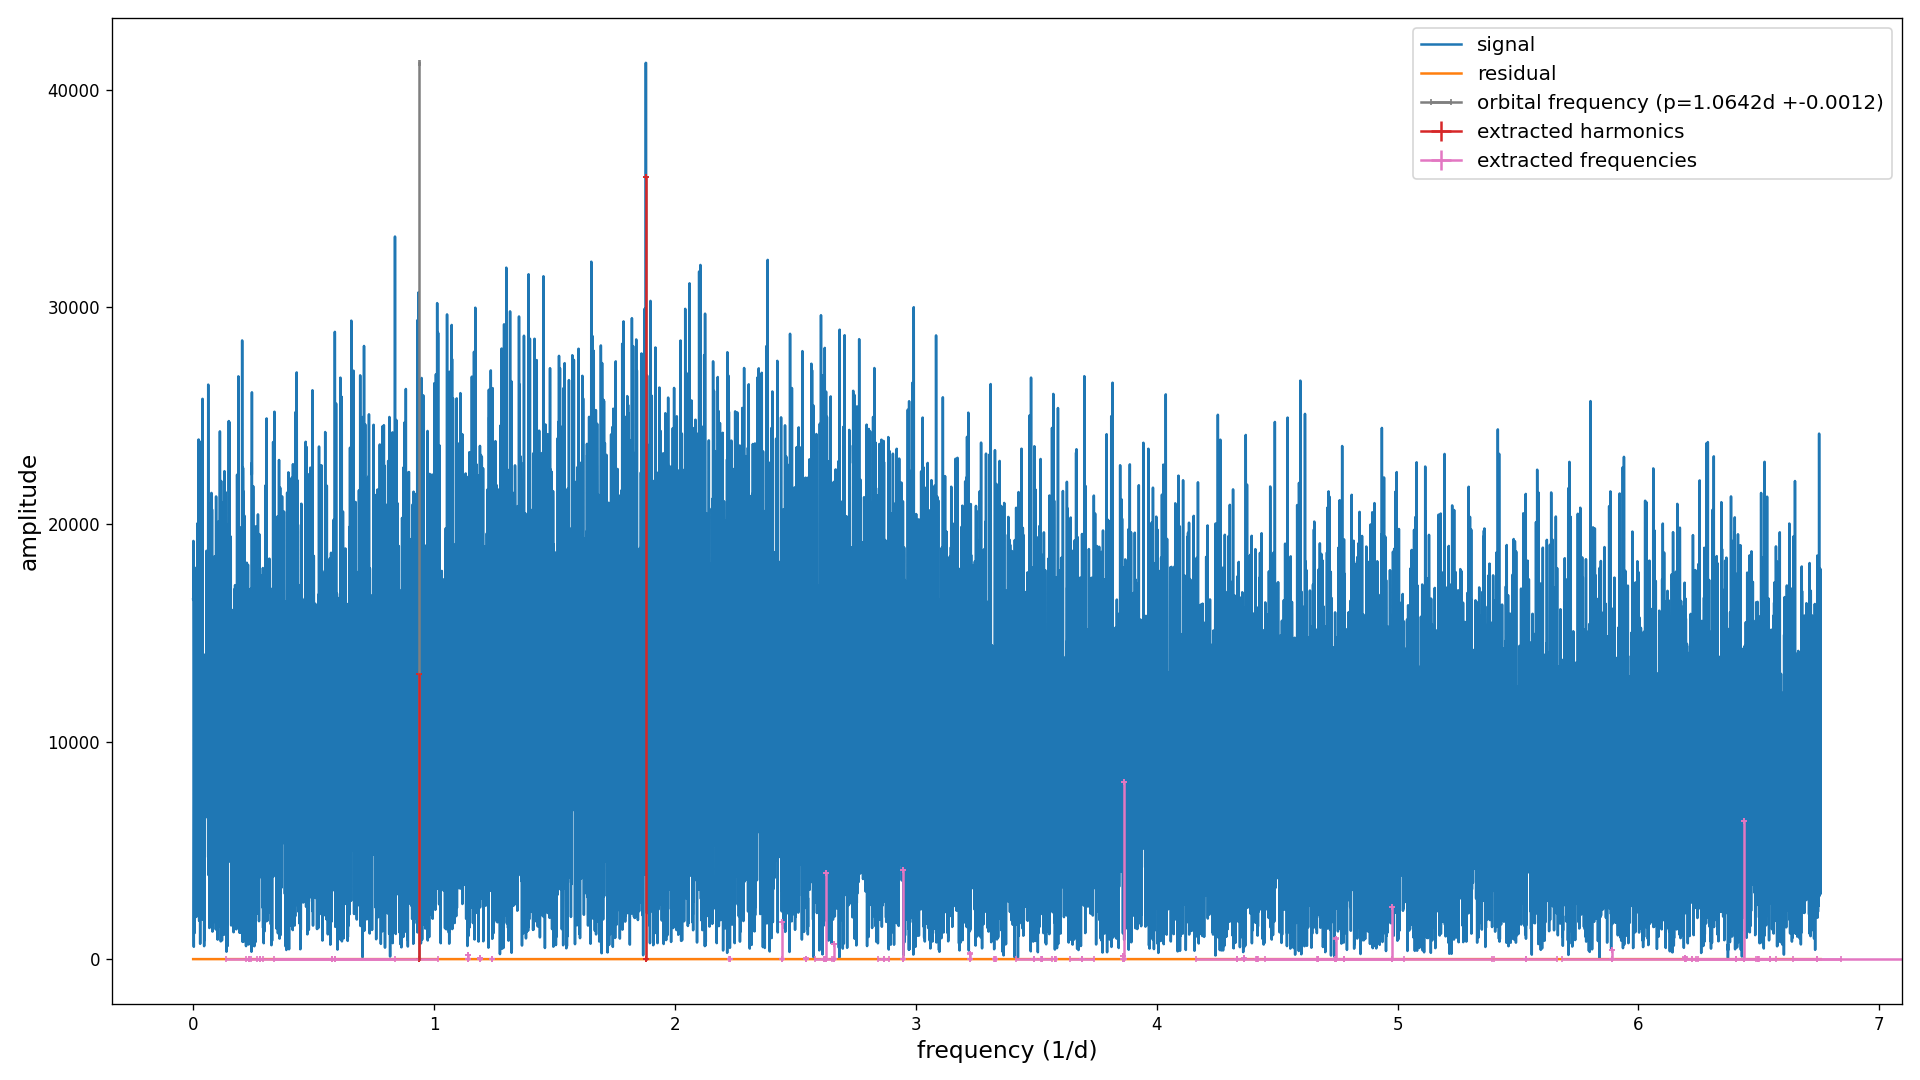 signal
residual
orbital frequency (p=1.0642d +-0.0012)
extracted harmonics
extracted frequencies
amplitude
40000
30000
20000
10000
0
0 1 2 3 4 5 6 7
frequency (1/d)